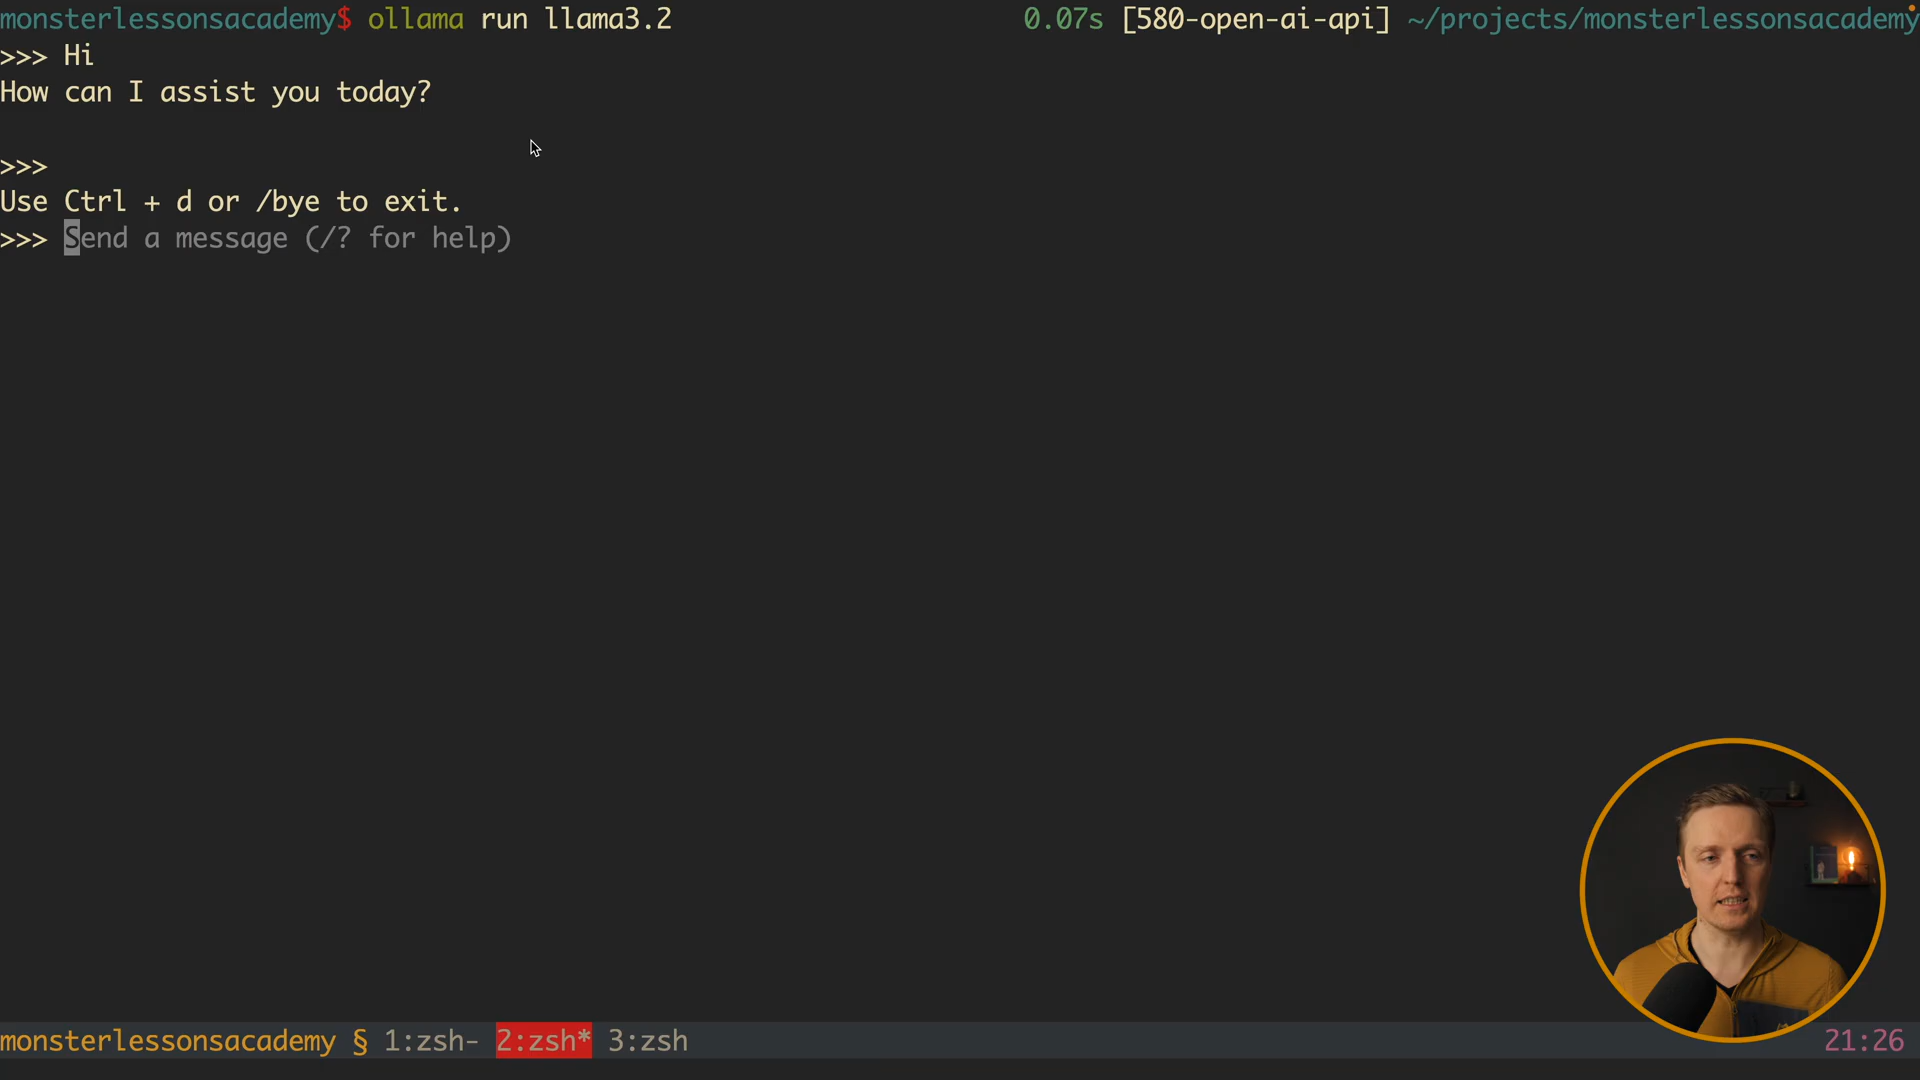 monsterlessonsacademy$ ollama run llama3.2 0.07s [580-open-ai-api] ~/projects/monsterlessonsacademy
>>> Hi
How can I assist you today?
>>>
Use Ctrl + d or /bye to exit.
>>> Send a message (/? for help)
monsterlessonsacademy § 1:zsh- 2:zsh* 3:zsh 21:26